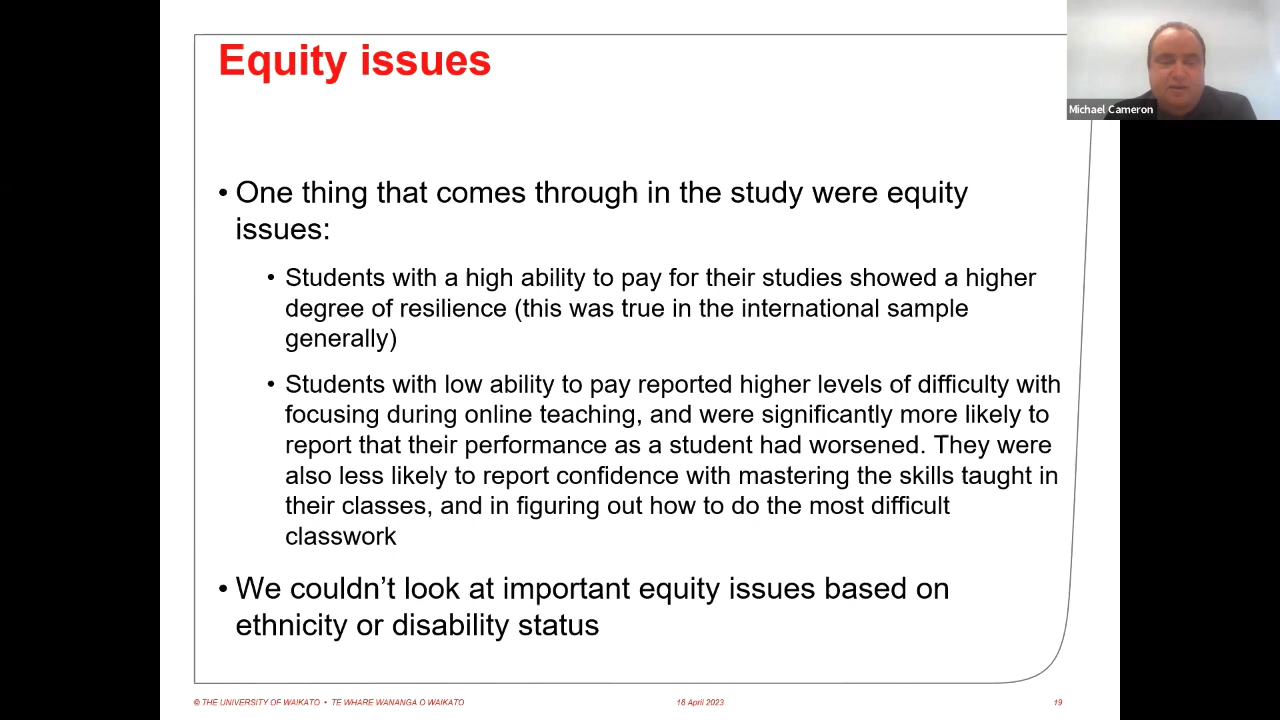 Equity issues
Michael Cameron
• One thing that comes through in the study were equity
issues:
• Students with a high ability to pay for their studies showed a higher
degree of resilience (this was true in the international sample
generally)
• Students with low ability to pay reported higher levels of difficulty with
focusing during online teaching, and were significantly more likely to
report that their performance as a student had worsened. They were
also less likely to report confidence with mastering the skills taught in
their classes, and in figuring out how to do the most difficult
classwork
• We couldn’t look at important equity issues based on
ethnicity or disability status
© THE UNIVERSITY OF WAIKATO • TE WHARE WANANGA O WAIKATO
16 April 2023
19